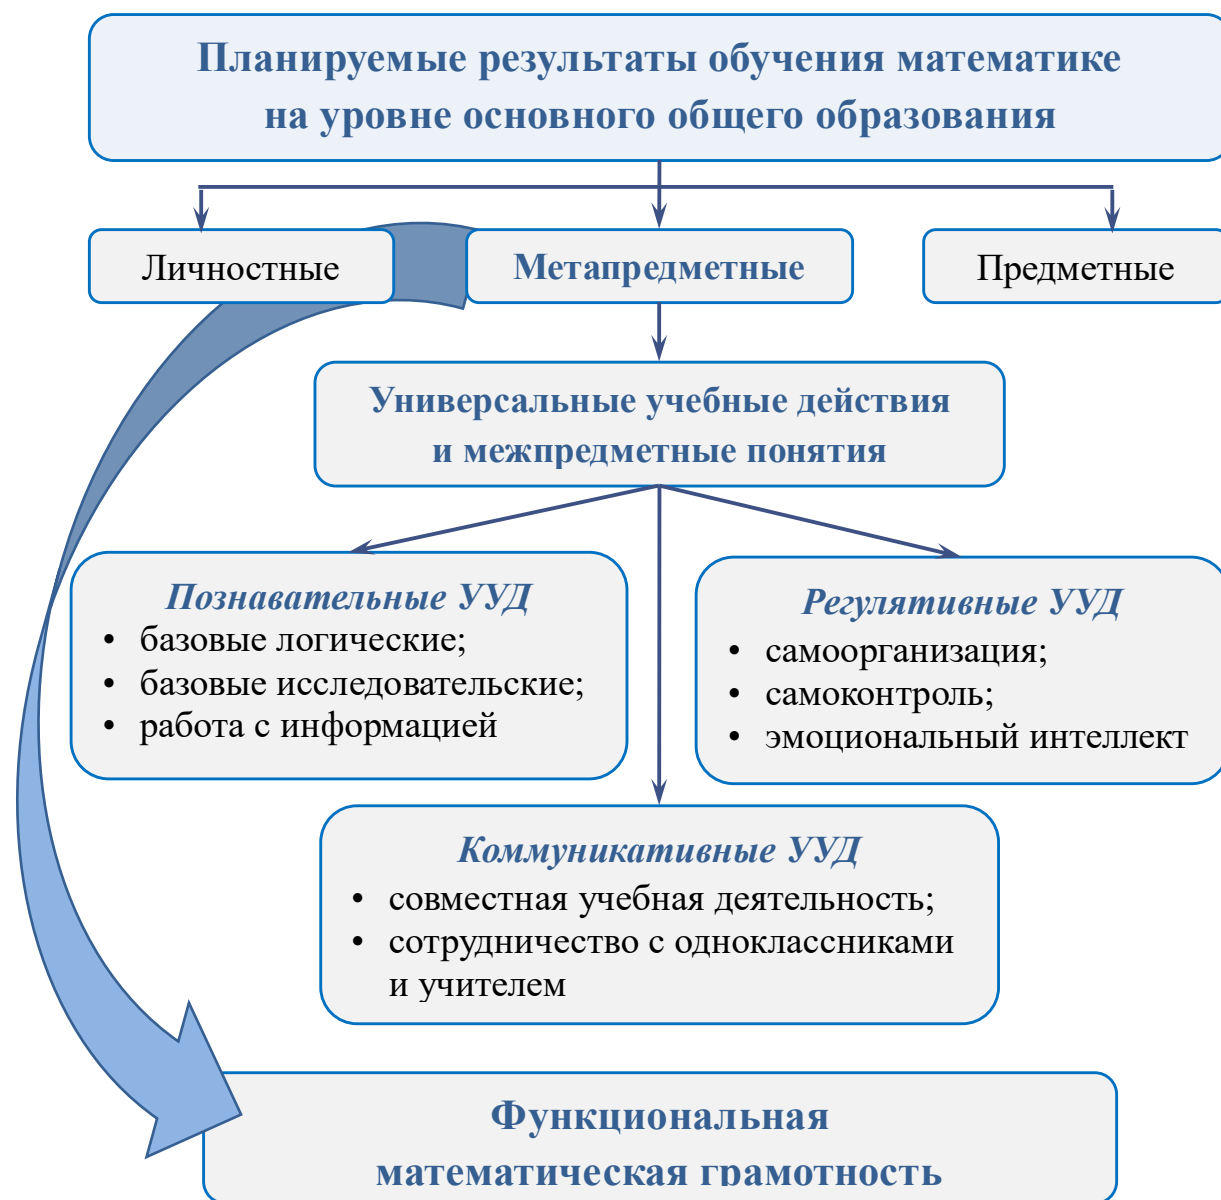 Планируемые результаты обучения математике
на уровне основного общего образования
Личностные
Метапредметные
Предметные
Универсальные учебные действия
и межпредметные понятия
Познавательные УУД
• базовые логические;
• базовые исследовательские;
• работа с информацией
Регулятивные УУД
• самоорганизация;
• самоконтроль;
• эмоциональный интеллект
Коммуникативные УУД
• совместная учебная деятельность;
• сотрудничество с одноклассниками
и учителем
Функциональная
математическая грамотность